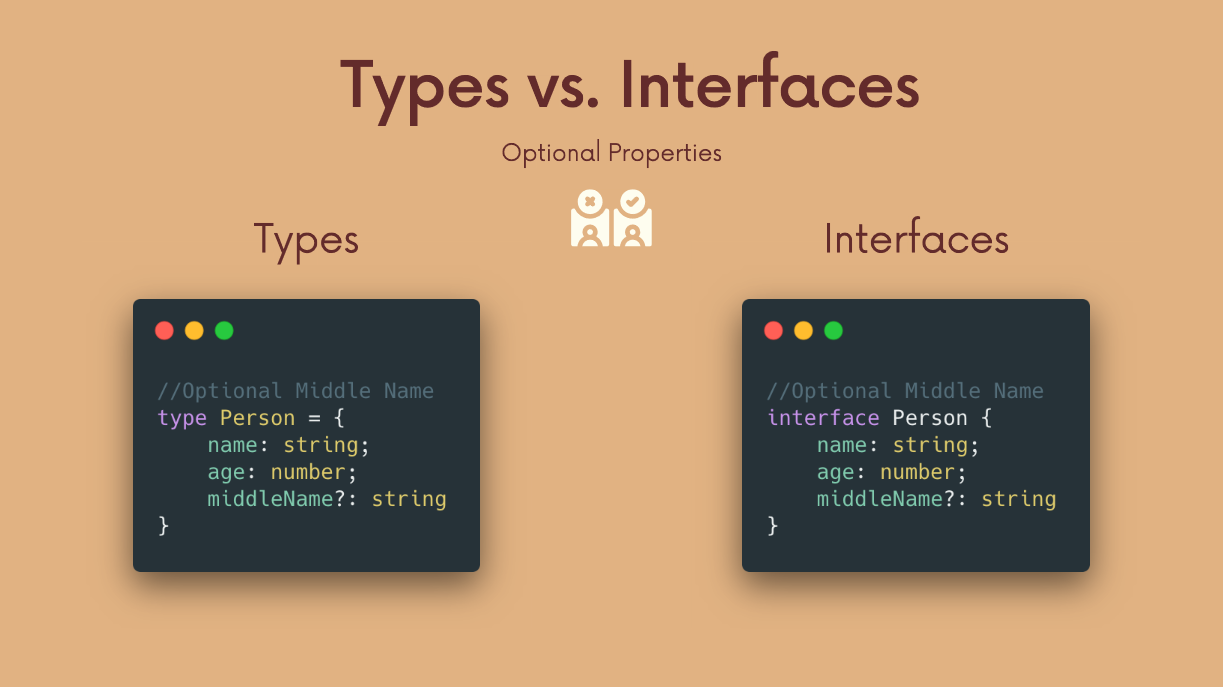 Types vs. Interfaces
Optional Properties
Types
//Optional Middle Name
type Person = {
    name: string;
    age: number;
    middleName?: string
}
Interfaces
//Optional Middle Name
interface Person {
    name: string;
    age: number;
    middleName?: string
}